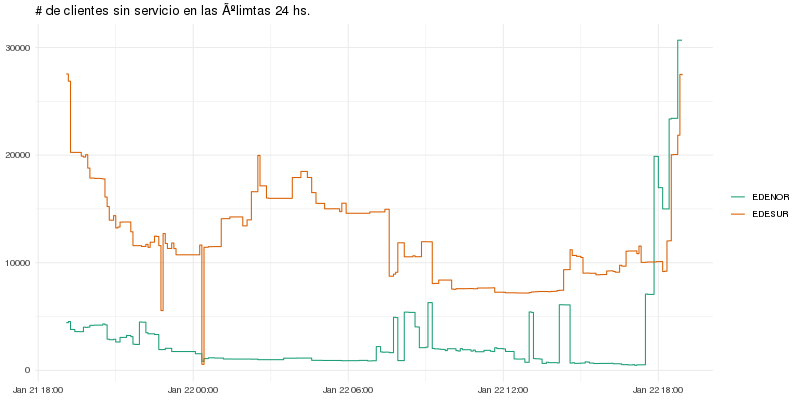 # de clientes sin servicio en las Ãºlimtas 24 hs.
30000
20000
10000
0
Jan 21 18:00
Jan 22 00:00
Jan 22 06:00
Jan 22 12:00
Jan 22 18:00
EDENOR
EDESUR